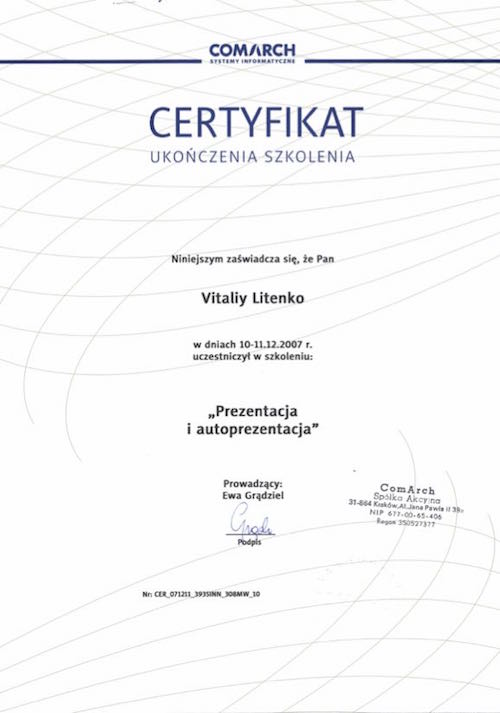 COMARCH
SYSTEMY INFORMATYCZNE
CERTYFIKAT
UKOŃCZENIA SZKOLENIA
Niniejszym zaświadcza się, że Pan
Vitaliy Litenko
w dniach 10-11.12.2007 r.
uczestniczył w szkoleniu:
„Prezentacja
i autoprezentacja”
Prowadzący:
Ewa Grądziel
Podpis
ComArch
Spółka Akcyjna
31-864 Kraków, Al. Jana Pawła II 39a
NIP 677-00-65-406
Regon 350527377
Nr: CER_071211_3935INN_308MW_10